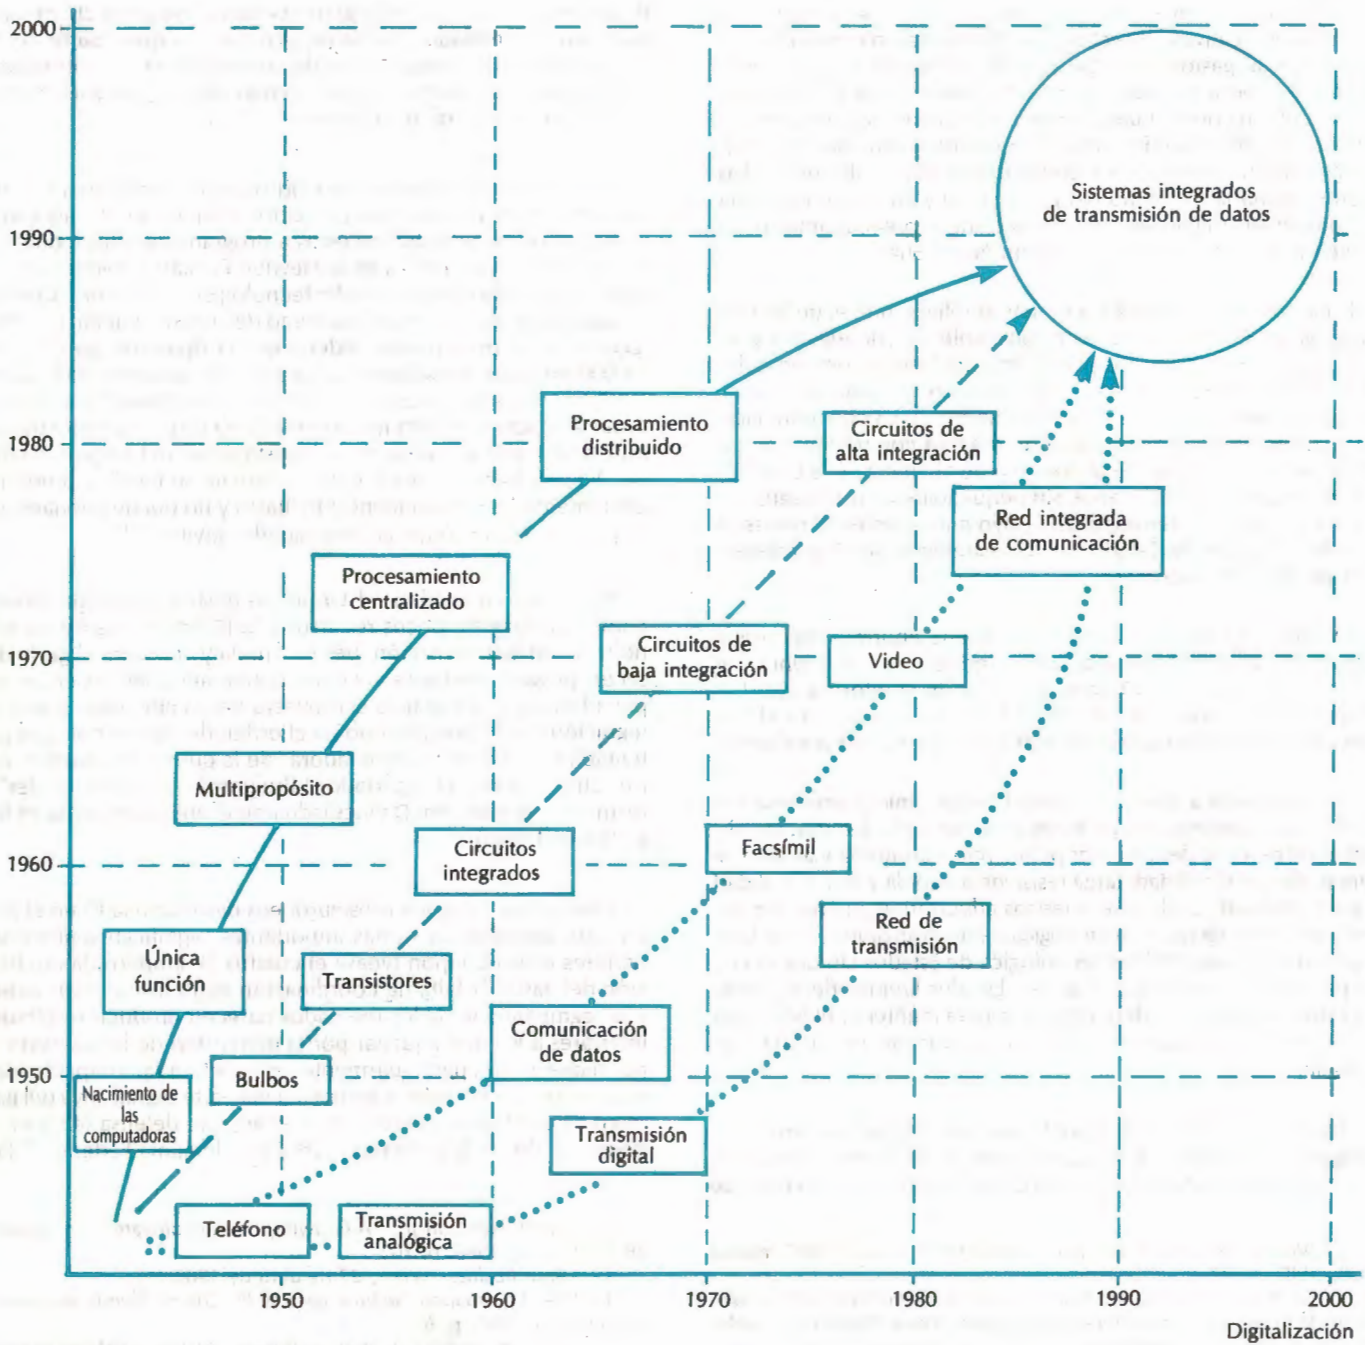 2000
Sistemas integrados
de transmisión de datos
1990
Procesamiento
distribuido
Circuitos de
alta integración
1980
Red integrada
de comunicación
Procesamiento
centralizado
Circuitos de
baja integración
Video
1970
Multipropósito
Circuitos
integrados
Facsímil
1960
Red de
transmisión
Única
función
Transistores
Comunicación
de datos
1950
Bulbos
Nacimiento de
las
computadoras
Transmisión
digital
Teléfono
Transmisión
analógica
1950
1960
1970
1980
1990
2000
Digitalización